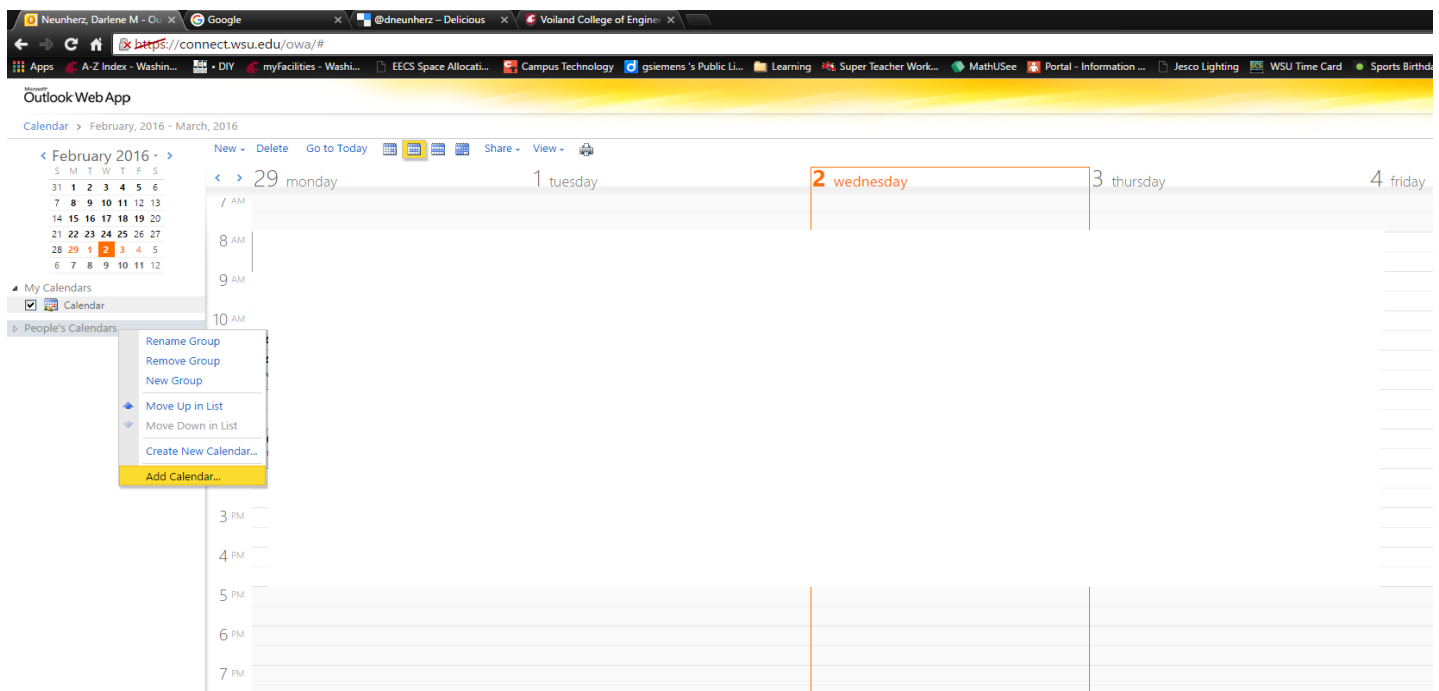 Neunherz, Darlene M - Ou Google @dneunherz – Delicious Voiland College of Engine
https://connect.wsu.edu/owa/#
Apps A-Z Index - Washin... • DIY myFacilities - Washi... EECS Space Allocati... Campus Technology gsiemens 's Public Li... Learning Super Teacher Work... MathUSee Portal - Information ... Jesco Lighting WSU Time Card Sports Birthda
Microsoft
Outlook Web App
Calendar > February, 2016 - March, 2016
New Delete Go to Today Share View
February 2016
S M T W T F S
31 1 2 3 4 5 6
7 8 9 10 11 12 13
14 15 16 17 18 19 20
21 22 23 24 25 26 27
28 29 1 2 3 4 5
6 7 8 9 10 11 12
My Calendars
Calendar
People's Calendars
Rename Group
Remove Group
New Group
Move Up in List
Move Down in List
Create New Calendar...
Add Calendar...
29 monday 1 tuesday 2 wednesday 3 thursday 4 friday
7 AM
8 AM
9 AM
10 AM
3 PM
4 PM
5 PM
6 PM
7 PM